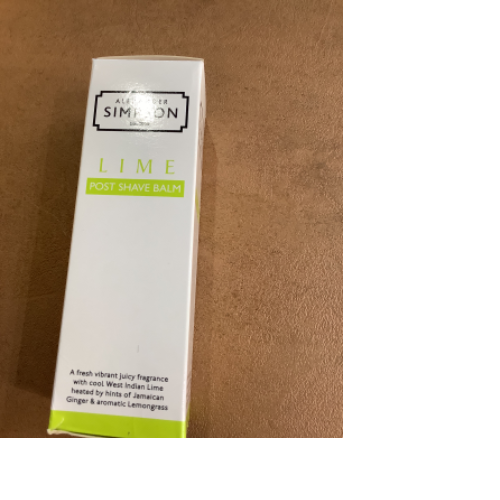 SIMPSON
LIME
POST SHAVE BALM
A fresh vibrant juicy fragrance
with cool West Indian Lime
heated by hints of Jamaican
Ginger & aromatic Lemongrass